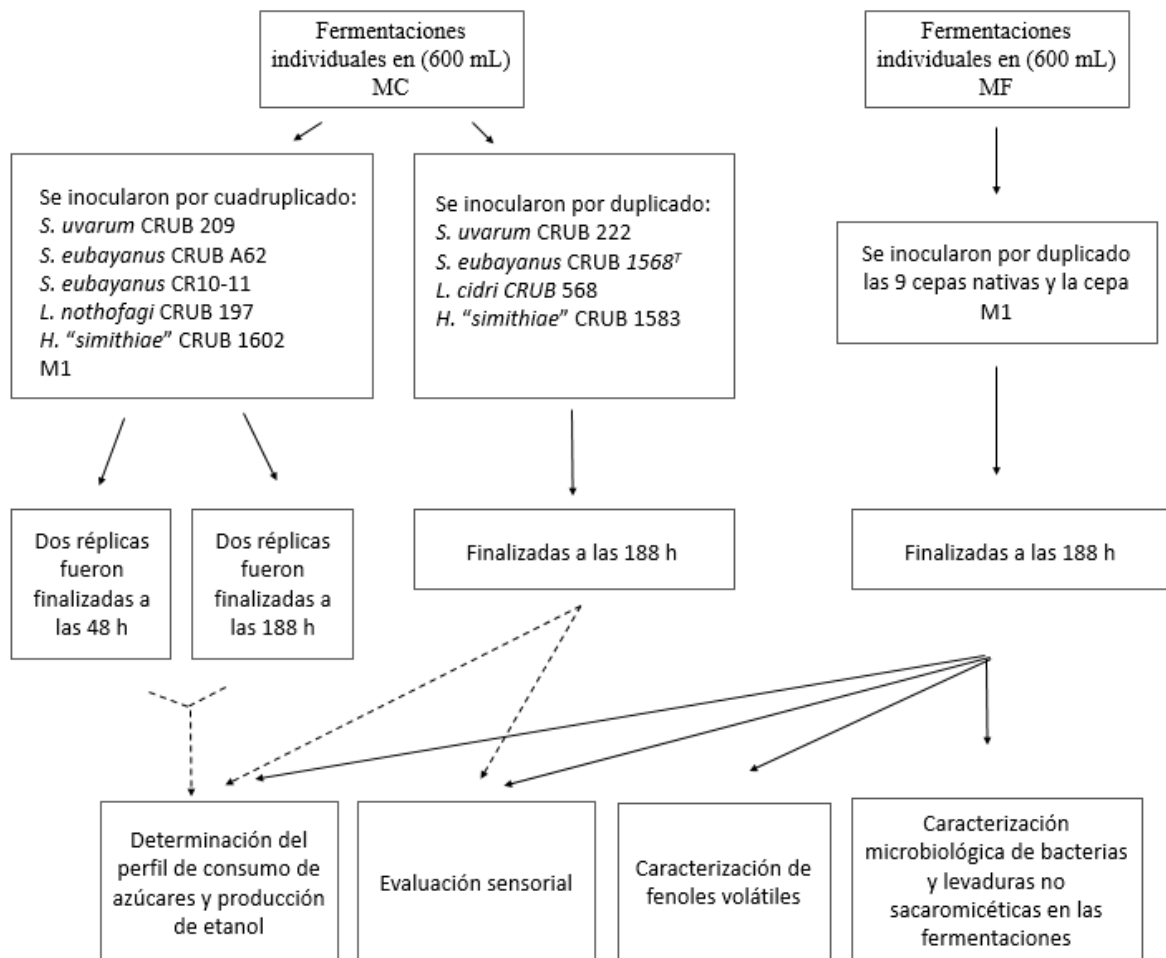 Fermentaciones
individuales en (600 mL)
MC
Fermentaciones
individuales en (600 mL)
MF
Se inocularon por cuadruplicado:
S. uvarum CRUB 209
S. eubayanus CRUB A62
S. eubayanus CR10-11
L. nothofagi CRUB 197
H. “simithiae” CRUB 1602
M1
Se inocularon por duplicado:
S. uvarum CRUB 222
S. eubayanus CRUB 1568ᵀ
L. cidri CRUB 568
H. “simithiae” CRUB 1583
Se inocularon por duplicado
las 9 cepas nativas y la cepa
M1
Dos réplicas
fueron
finalizadas a
las 48 h
Dos réplicas
fueron
finalizadas a
las 188 h
Finalizadas a las 188 h
Finalizadas a las 188 h
Determinación del
perfil de consumo de
azúcares y producción
de etanol
Evaluación sensorial
Caracterización de
fenoles volátiles
Caracterización
microbiológica de bacterias
y levaduras no
sacaromicéticas en las
fermentaciones